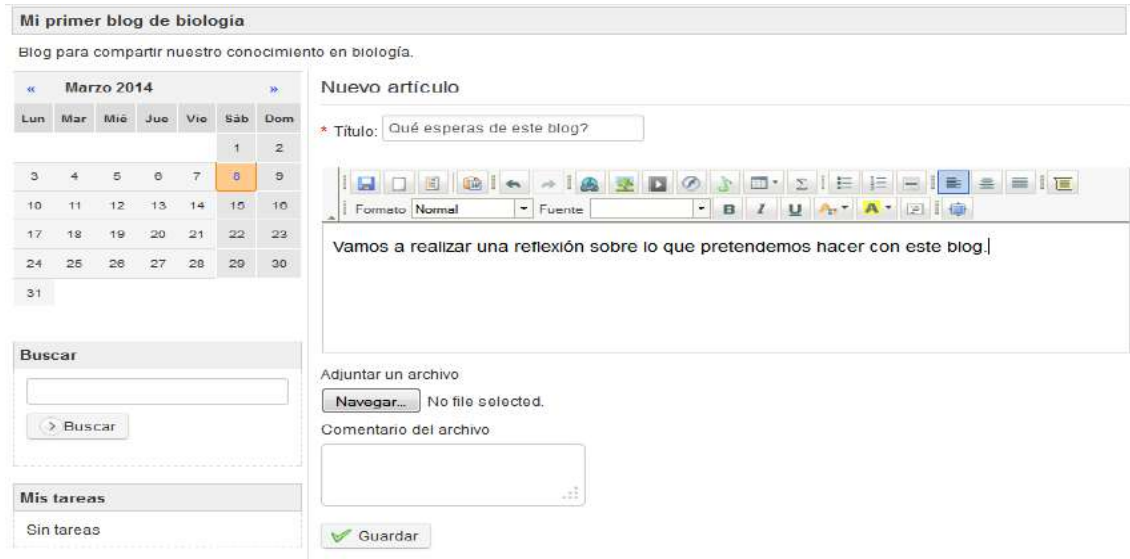 Mi primer blog de biología
Blog para compartir nuestro conocimiento en biología.
« Marzo 2014 »
Lun Mar Mié Jue Vie Sáb Dom
1 2
3 4 5 6 7 8 9
10 11 12 13 14 15 16
17 18 19 20 21 22 23
24 25 26 27 28 29 30
31
Buscar
Buscar
Mis tareas
Sin tareas
Nuevo artículo
* Título: Qué esperas de este blog?
Formato Normal Fuente B I U A A
Vamos a realizar una reflexión sobre lo que pretendemos hacer con este blog.
Adjuntar un archivo
Navegar... No file selected.
Comentario del archivo
Guardar